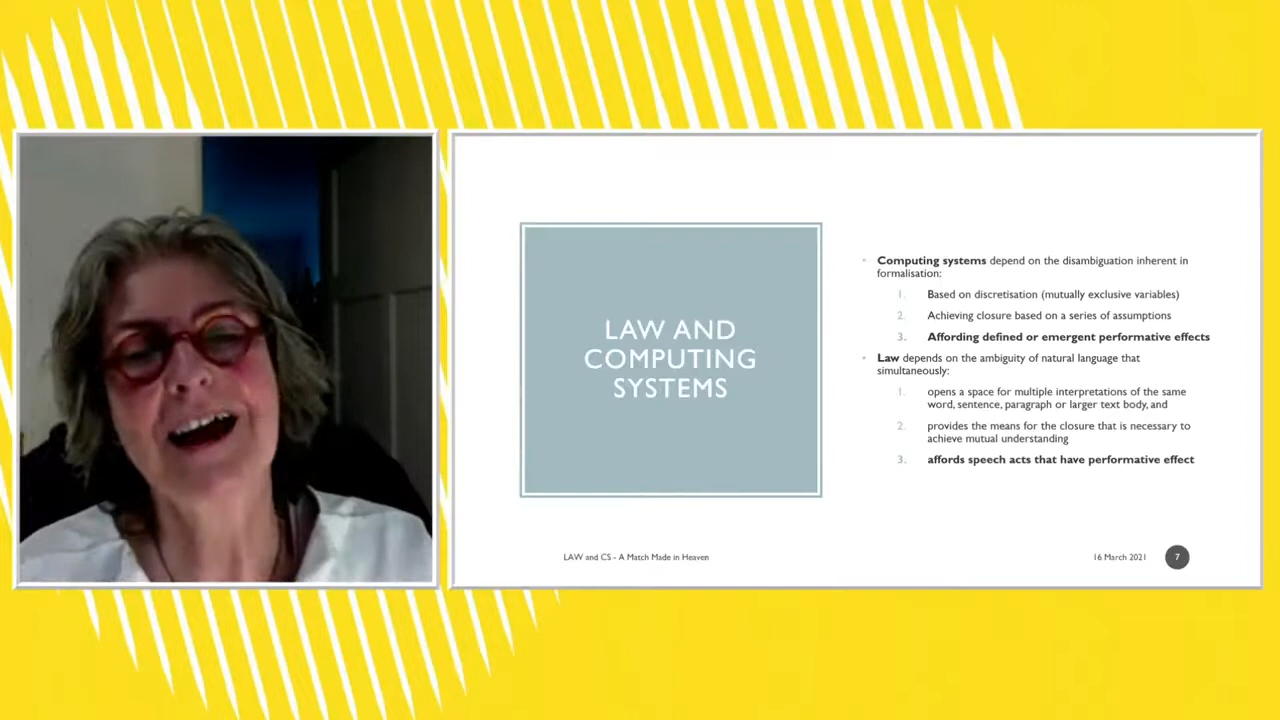 LAW AND
COMPUTING
SYSTEMS
• Computing systems depend on the disambiguation inherent in
formalisation:
1. Based on discretisation (mutually exclusive variables)
2. Achieving closure based on a series of assumptions
3. Affording defined or emergent performative effects
• Law depends on the ambiguity of natural language that
simultaneously:
1. opens a space for multiple interpretations of the same
word, sentence, paragraph or larger text body, and
2. provides the means for the closure that is necessary to
achieve mutual understanding
3. affords speech acts that have performative effect
LAW and CS - A Match Made in Heaven
16 March 2021
7